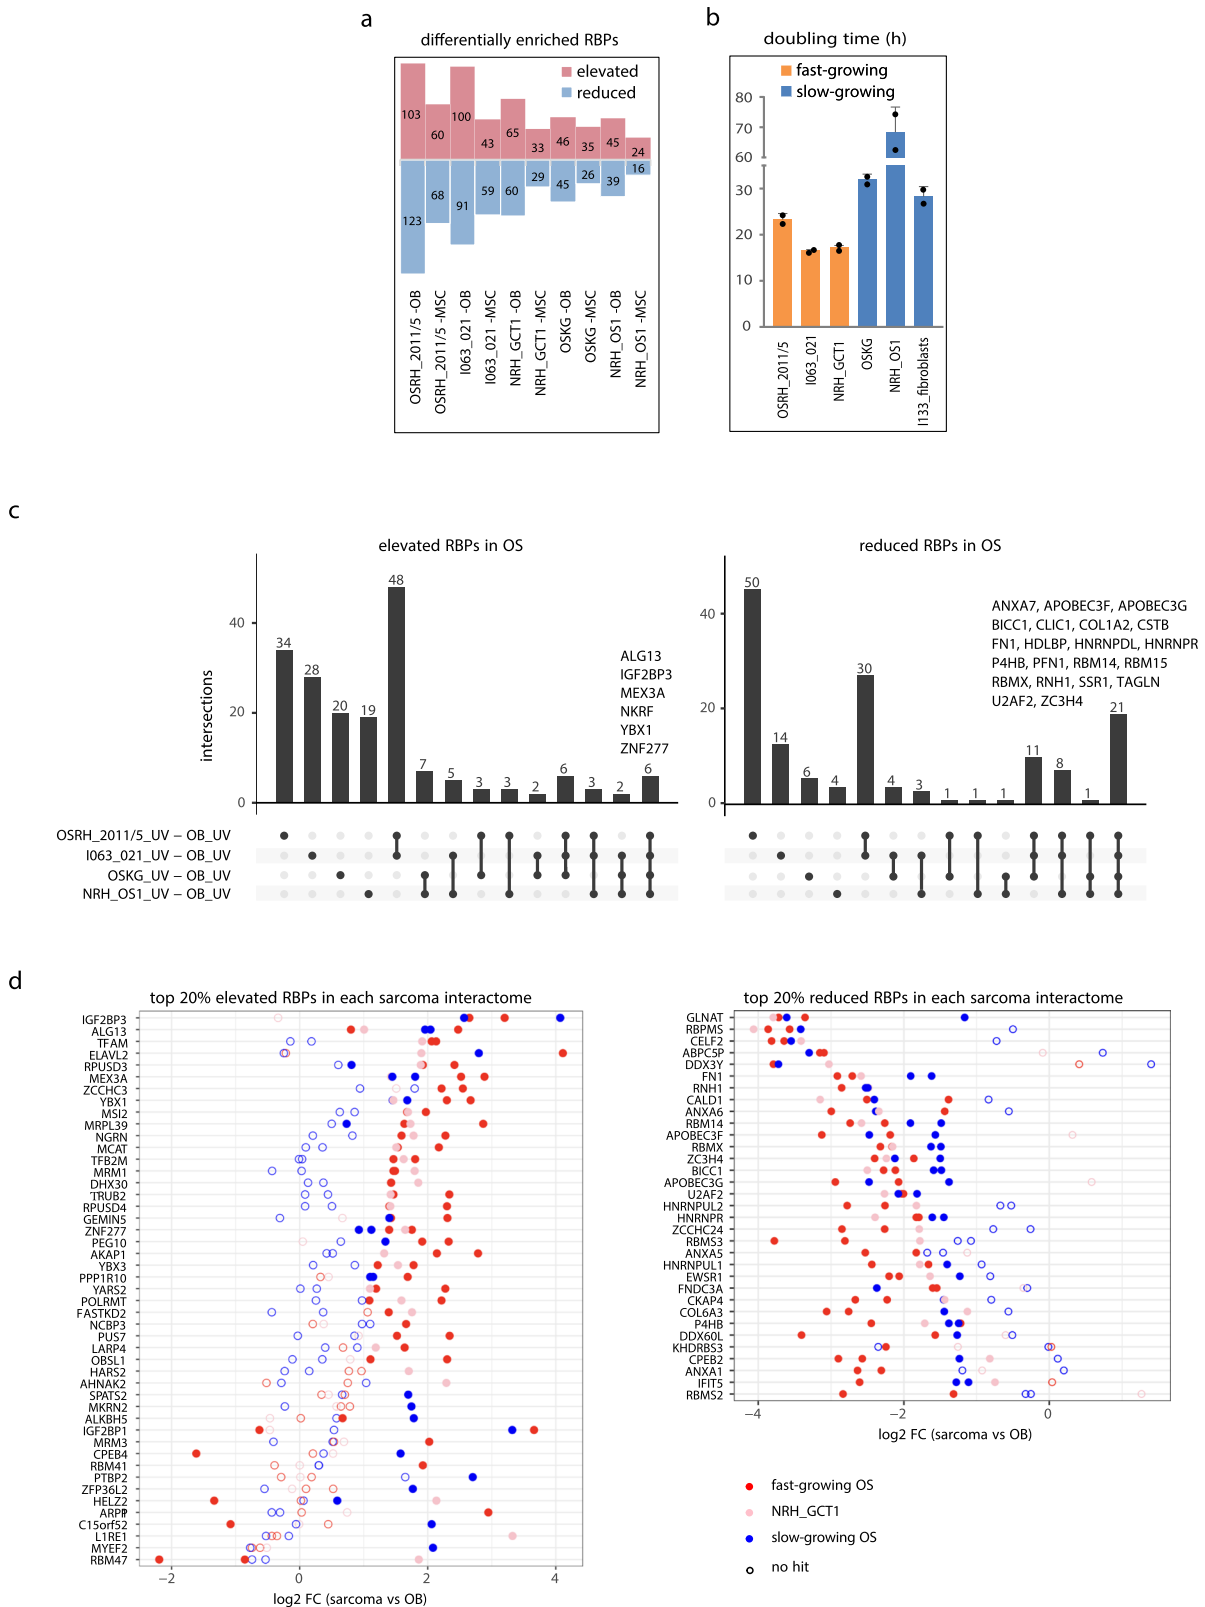 a
differentially enriched RBPs
elevated
reduced
103
60
100
43
65
33
46
35
45
24
123
68
91
59
60
29
45
26
39
16
OSRH_2011/5 -OB
OSRH_2011/5 -MSC
I063_021 -OB
I063_021 -MSC
NRH_GCT1 -OB
NRH_GCT1 -MSC
OSKG -OB
OSKG -MSC
NRH_OS1 -OB
NRH_OS1 -MSC
b
doubling time (h)
fast-growing
slow-growing
80
70
60
30
20
10
0
OSRH_2011/5
I063_021
NRH_GCT1
OSKG
NRH_OS1
I133_fibroblasts
c
elevated RBPs in OS
intersections
40
20
0
34
28
20
19
48
7
5
3
3
2
6
3
2
6
ALG13
IGF2BP3
MEX3A
NKRF
YBX1
ZNF277
OSRH_2011/5_UV – OB_UV
I063_021_UV – OB_UV
OSKG_UV – OB_UV
NRH_OS1_UV – OB_UV
reduced RBPs in OS
40
20
0
50
14
6
4
30
4
3
1
1
1
11
8
1
21
ANXA7, APOBEC3F, APOBEC3G
BICC1, CLIC1, COL1A2, CSTB
FN1, HDLBP, HNRNPDL, HNRNPR
P4HB, PFN1, RBM14, RBM15
RBMX, RNH1, SSR1, TAGLN
U2AF2, ZC3H4
d
top 20% elevated RBPs in each sarcoma interactome
IGF2BP3
ALG13
TFAM
ELAVL2
RPUSD3
MEX3A
ZCCHC3
YBX1
MSI2
MRPL39
NGRN
MCAT
TFB2M
MRM1
DHX30
TRUB2
RPUSD4
GEMIN5
ZNF277
PEG10
AKAP1
YBX3
PPP1R10
YARS2
POLRMT
FASTKD2
NCBP3
PUS7
LARP4
OBSL1
HARS2
AHNAK2
SPATS2
MKRN2
ALKBH5
IGF2BP1
MRM3
CPEB4
RBM41
PTBP2
ZFP36L2
HELZ2
C15orf52
L1RE1
MYEF2
RBM47
−2
0
2
4
log2 FC (sarcoma vs OB)
top 20% reduced RBPs in each sarcoma interactome
GLNAT
RBPMS
CELF2
ABPC5P
DDX3Y
FN1
RNH1
CALD1
ANXA6
RBM14
APOBEC3F
RBMX
ZC3H4
BICC1
APOBEC3G
U2AF2
HNRNPUL2
HNRNPR
ZCCHC24
RBMS3
ANXA5
HNRNPUL1
EWSR1
FNDC3A
CKAP4
COL6A3
P4HB
DDX60L
KHDRBS3
CPEB2
ANXA1
IFIT5
RBMS2
−4
−2
0
log2 FC (sarcoma vs OB)
fast-growing OS
NRH_GCT1
slow-growing OS
no hit